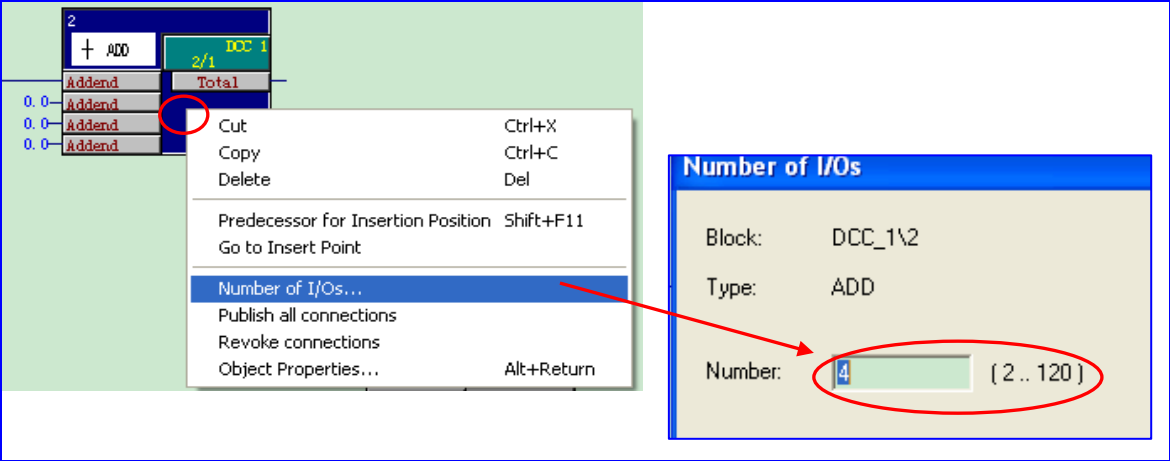 2
+ ADD
DCC 1
2/1
Addend
Total
0.0 Addend
0.0 Addend
0.0 Addend
Cut Ctrl+X
Copy Ctrl+C
Delete Del
Predecessor for Insertion Position Shift+F11
Go to Insert Point
Number of I/Os...
Publish all connections
Revoke connections
Object Properties... Alt+Return
Number of I/Os
Block: DCC_1\2
Type: ADD
Number: 4 ( 2 .. 120 )